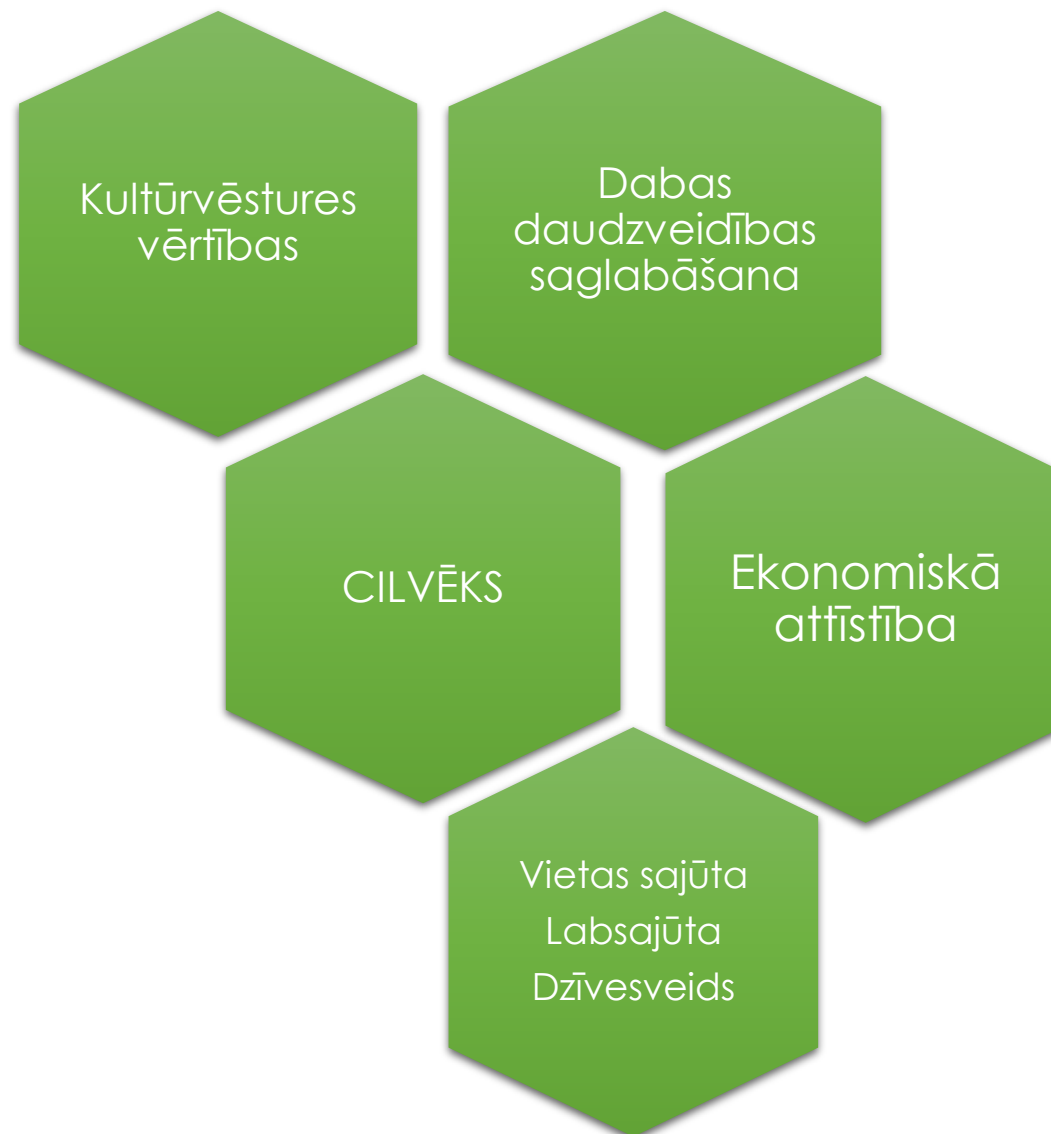 Kultūrvēstures
vērtības
Dabas
daudzveidības
saglabāšana
CILVĒKS
Ekonomiskā
attīstība
Vietas sajūta
Labsajūta
Dzīvesveids